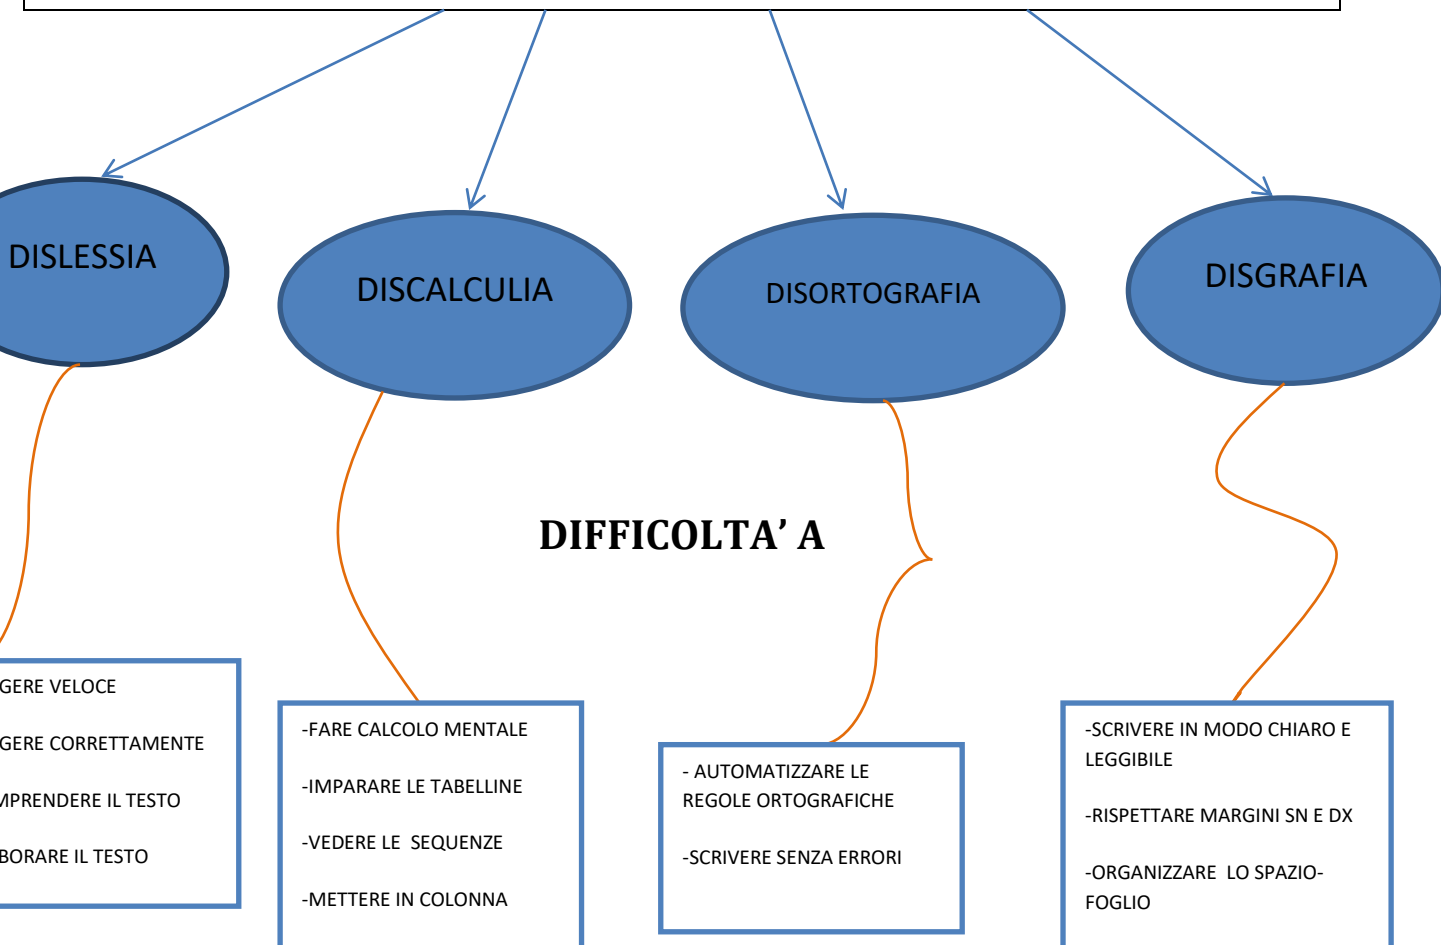 DISLESSIA
DISCALCULIA
DISORTOGRAFIA
DISGRAFIA
DIFFICOLTA’ A
GERE VELOCE
GERE CORRETTAMENTE
MPRENDERE IL TESTO
BORARE IL TESTO
-FARE CALCOLO MENTALE
-IMPARARE LE TABELLINE
-VEDERE LE SEQUENZE
-METTERE IN COLONNA
- AUTOMATIZZARE LE
REGOLE ORTOGRAFICHE
-SCRIVERE SENZA ERRORI
-SCRIVERE IN MODO CHIARO E
LEGGIBILE
-RISPETTARE MARGINI SN E DX
-ORGANIZZARE LO SPAZIO-
FOGLIO